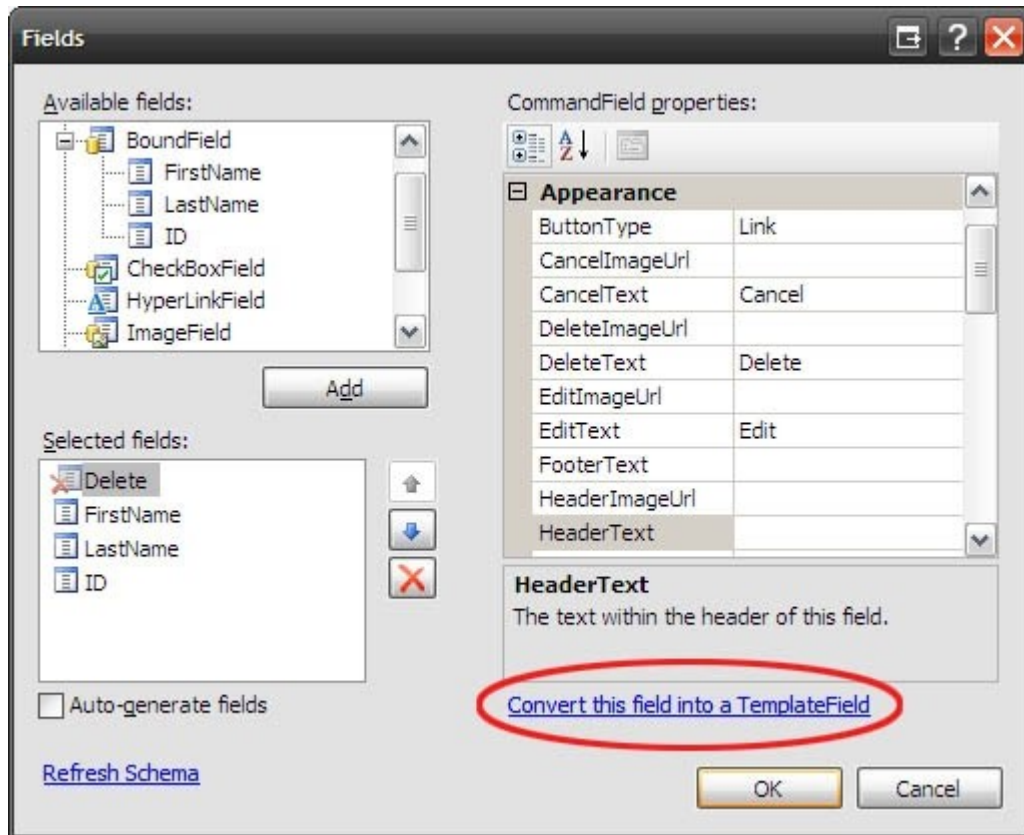 Fields
Available fields:
BoundField
FirstName
LastName
ID
CheckBoxField
HyperLinkField
ImageField
Add
Selected fields:
Delete
FirstName
LastName
ID
Auto-generate fields
Refresh Schema
CommandField properties:
Appearance
ButtonType Link
CancelImageUrl
CancelText Cancel
DeleteImageUrl
DeleteText Delete
EditImageUrl
EditText Edit
FooterText
HeaderImageUrl
HeaderText
HeaderText
The text within the header of this field.
Convert this field into a TemplateField
OK Cancel